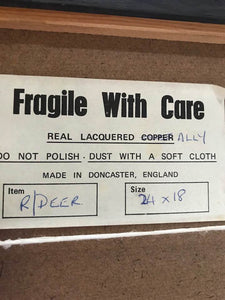 Fragile With Care
REAL LACQUERED COPPER ALLY
DO NOT POLISH · DUST WITH A SOFT CLOTH
MADE IN DONCASTER, ENGLAND
Item
R/DEER
Size
24 x 18